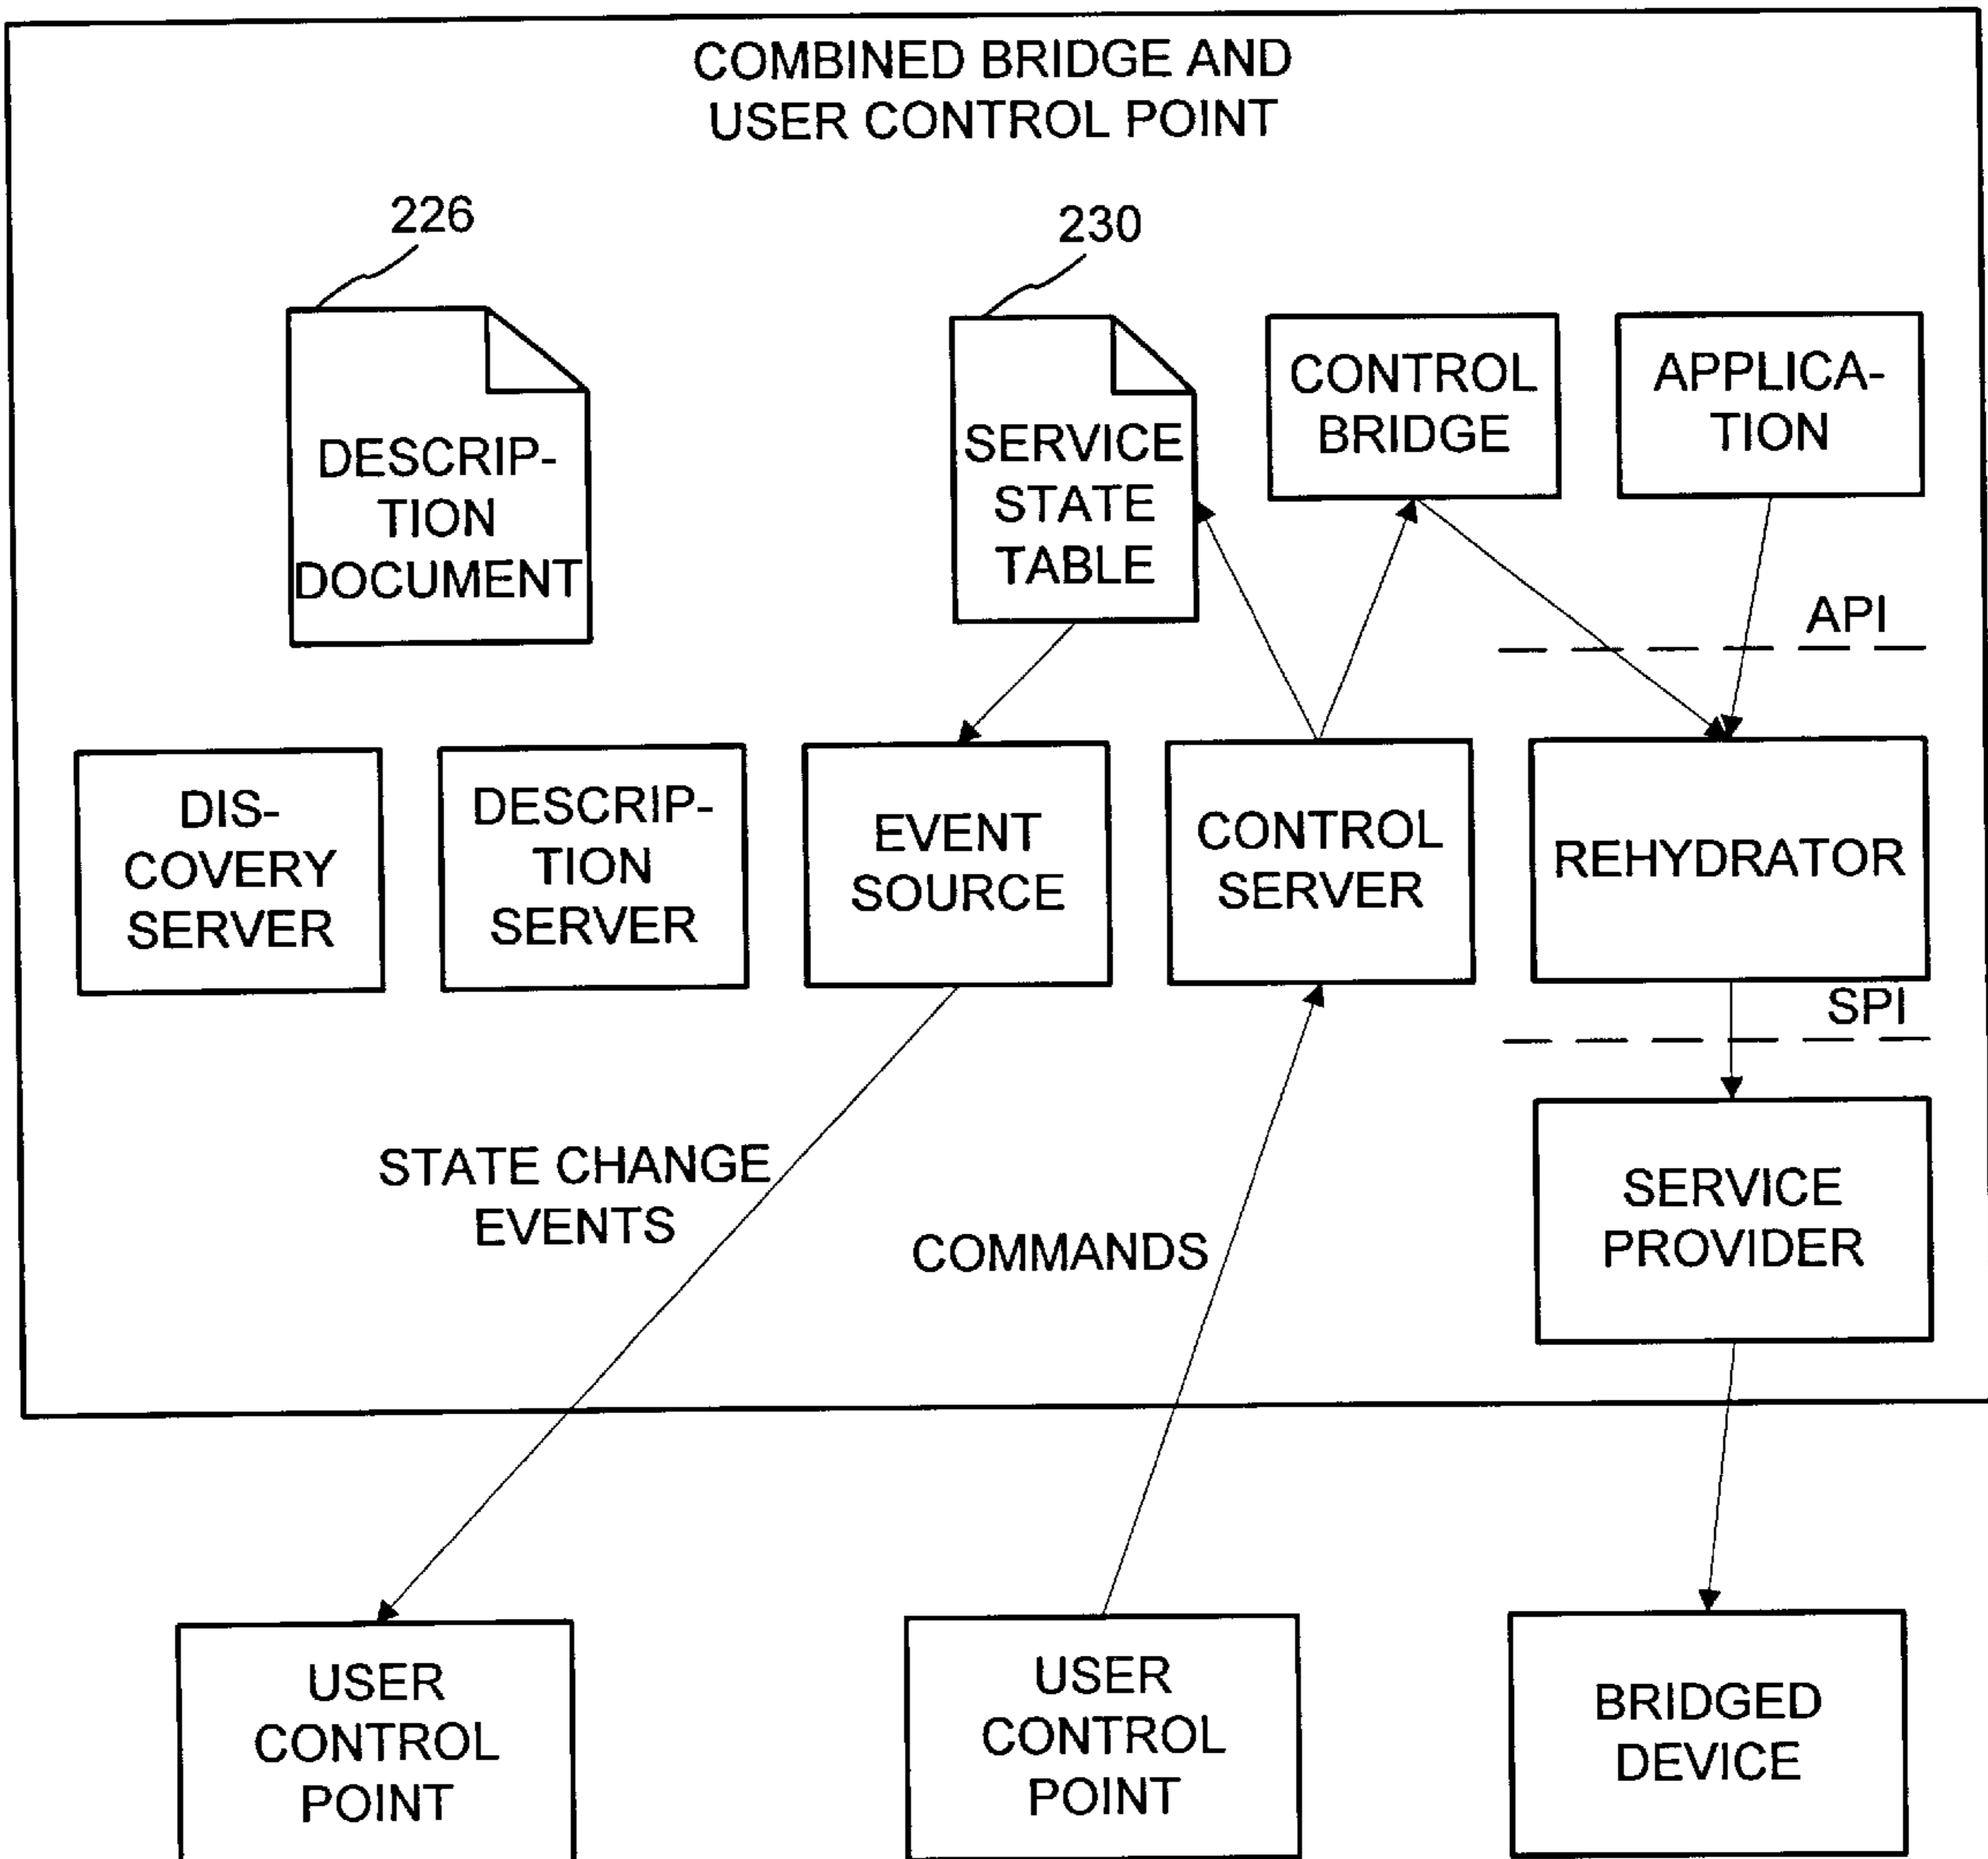 COMBINED BRIDGE AND
USER CONTROL POINT
226
230
DESCRIP-
TION
DOCUMENT
SERVICE
STATE
TABLE
CONTROL
BRIDGE
APPLICA-
TION
API
DIS-
COVERY
SERVER
DESCRIP-
TION
SERVER
EVENT
SOURCE
CONTROL
SERVER
REHYDRATOR
SPI
STATE CHANGE
EVENTS
COMMANDS
SERVICE
PROVIDER
USER
CONTROL
POINT
USER
CONTROL
POINT
BRIDGED
DEVICE